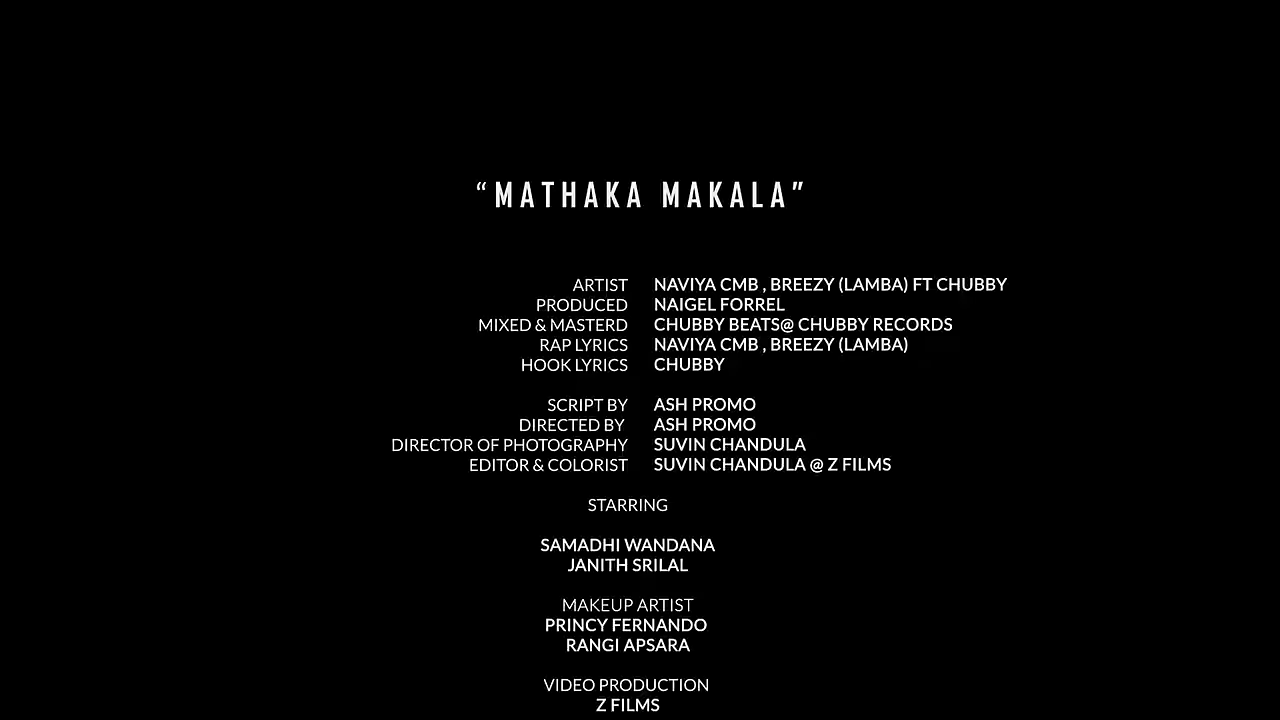 “MATHAKA MAKALA”
ARTIST NAVIYA CMB , BREEZY (LAMBA) FT CHUBBY
PRODUCED NAIGEL FORREL
MIXED & MASTERD CHUBBY BEATS@ CHUBBY RECORDS
RAP LYRICS NAVIYA CMB , BREEZY (LAMBA)
HOOK LYRICS CHUBBY
SCRIPT BY ASH PROMO
DIRECTED BY ASH PROMO
DIRECTOR OF PHOTOGRAPHY SUVIN CHANDULA
EDITOR & COLORIST SUVIN CHANDULA @ Z FILMS
STARRING
SAMADHI WANDANA
JANITH SRILAL
MAKEUP ARTIST
PRINCY FERNANDO
RANGI APSARA
VIDEO PRODUCTION
Z FILMS